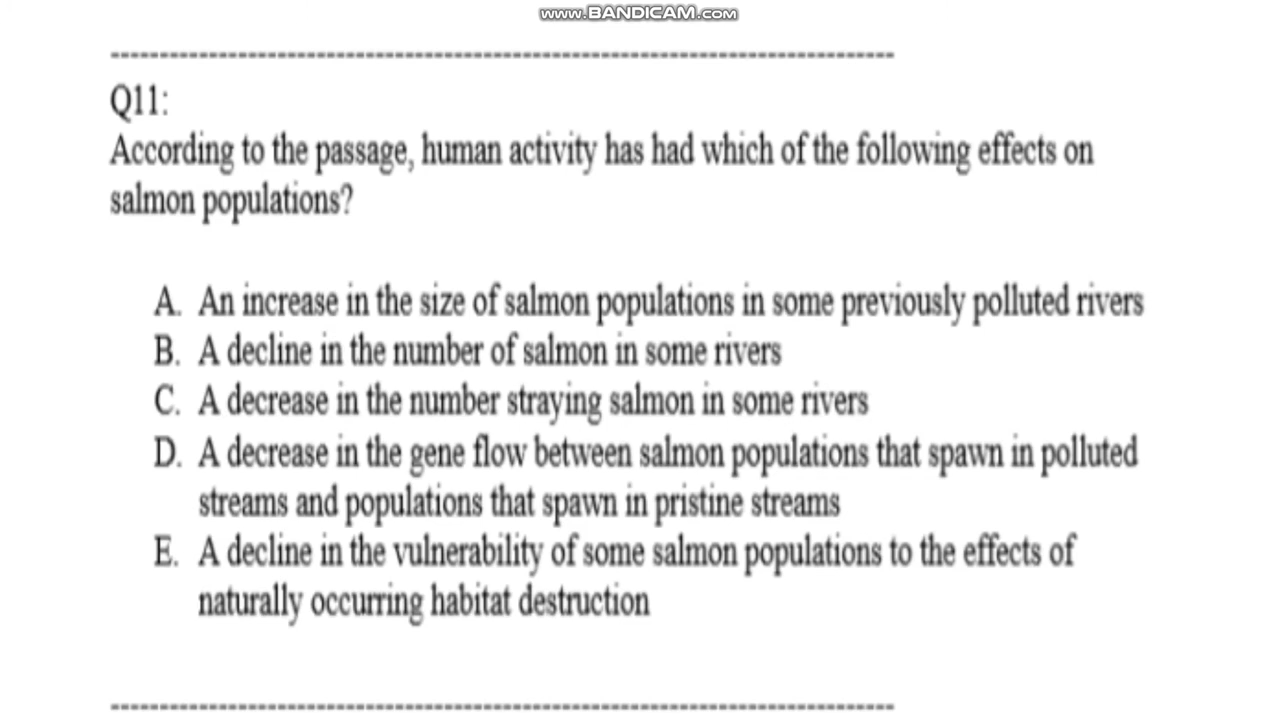 www.BANDICAM.com
--------------------------------------------------------------------------------
Q11:
According to the passage, human activity has had which of the following effects on
salmon populations?
A. An increase in the size of salmon populations in some previously polluted rivers
B. A decline in the number of salmon in some rivers
C. A decrease in the number straying salmon in some rivers
D. A decrease in the gene flow between salmon populations that spawn in polluted
streams and populations that spawn in pristine streams
E. A decline in the vulnerability of some salmon populations to the effects of
naturally occurring habitat destruction
--------------------------------------------------------------------------------